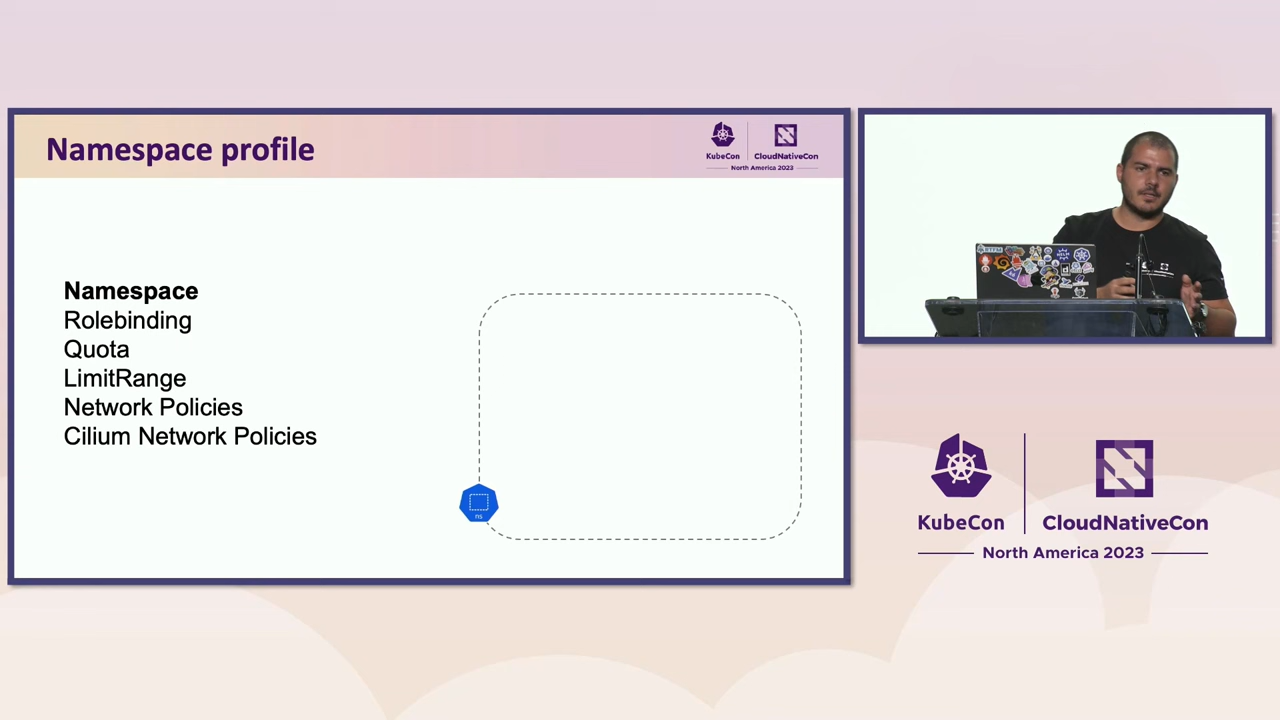 Namespace profile
KubeCon
CloudNativeCon
North America 2023
Namespace
Rolebinding
Quota
LimitRange
Network Policies
Cilium Network Policies
ns
KubeCon
CloudNativeCon
North America 2023